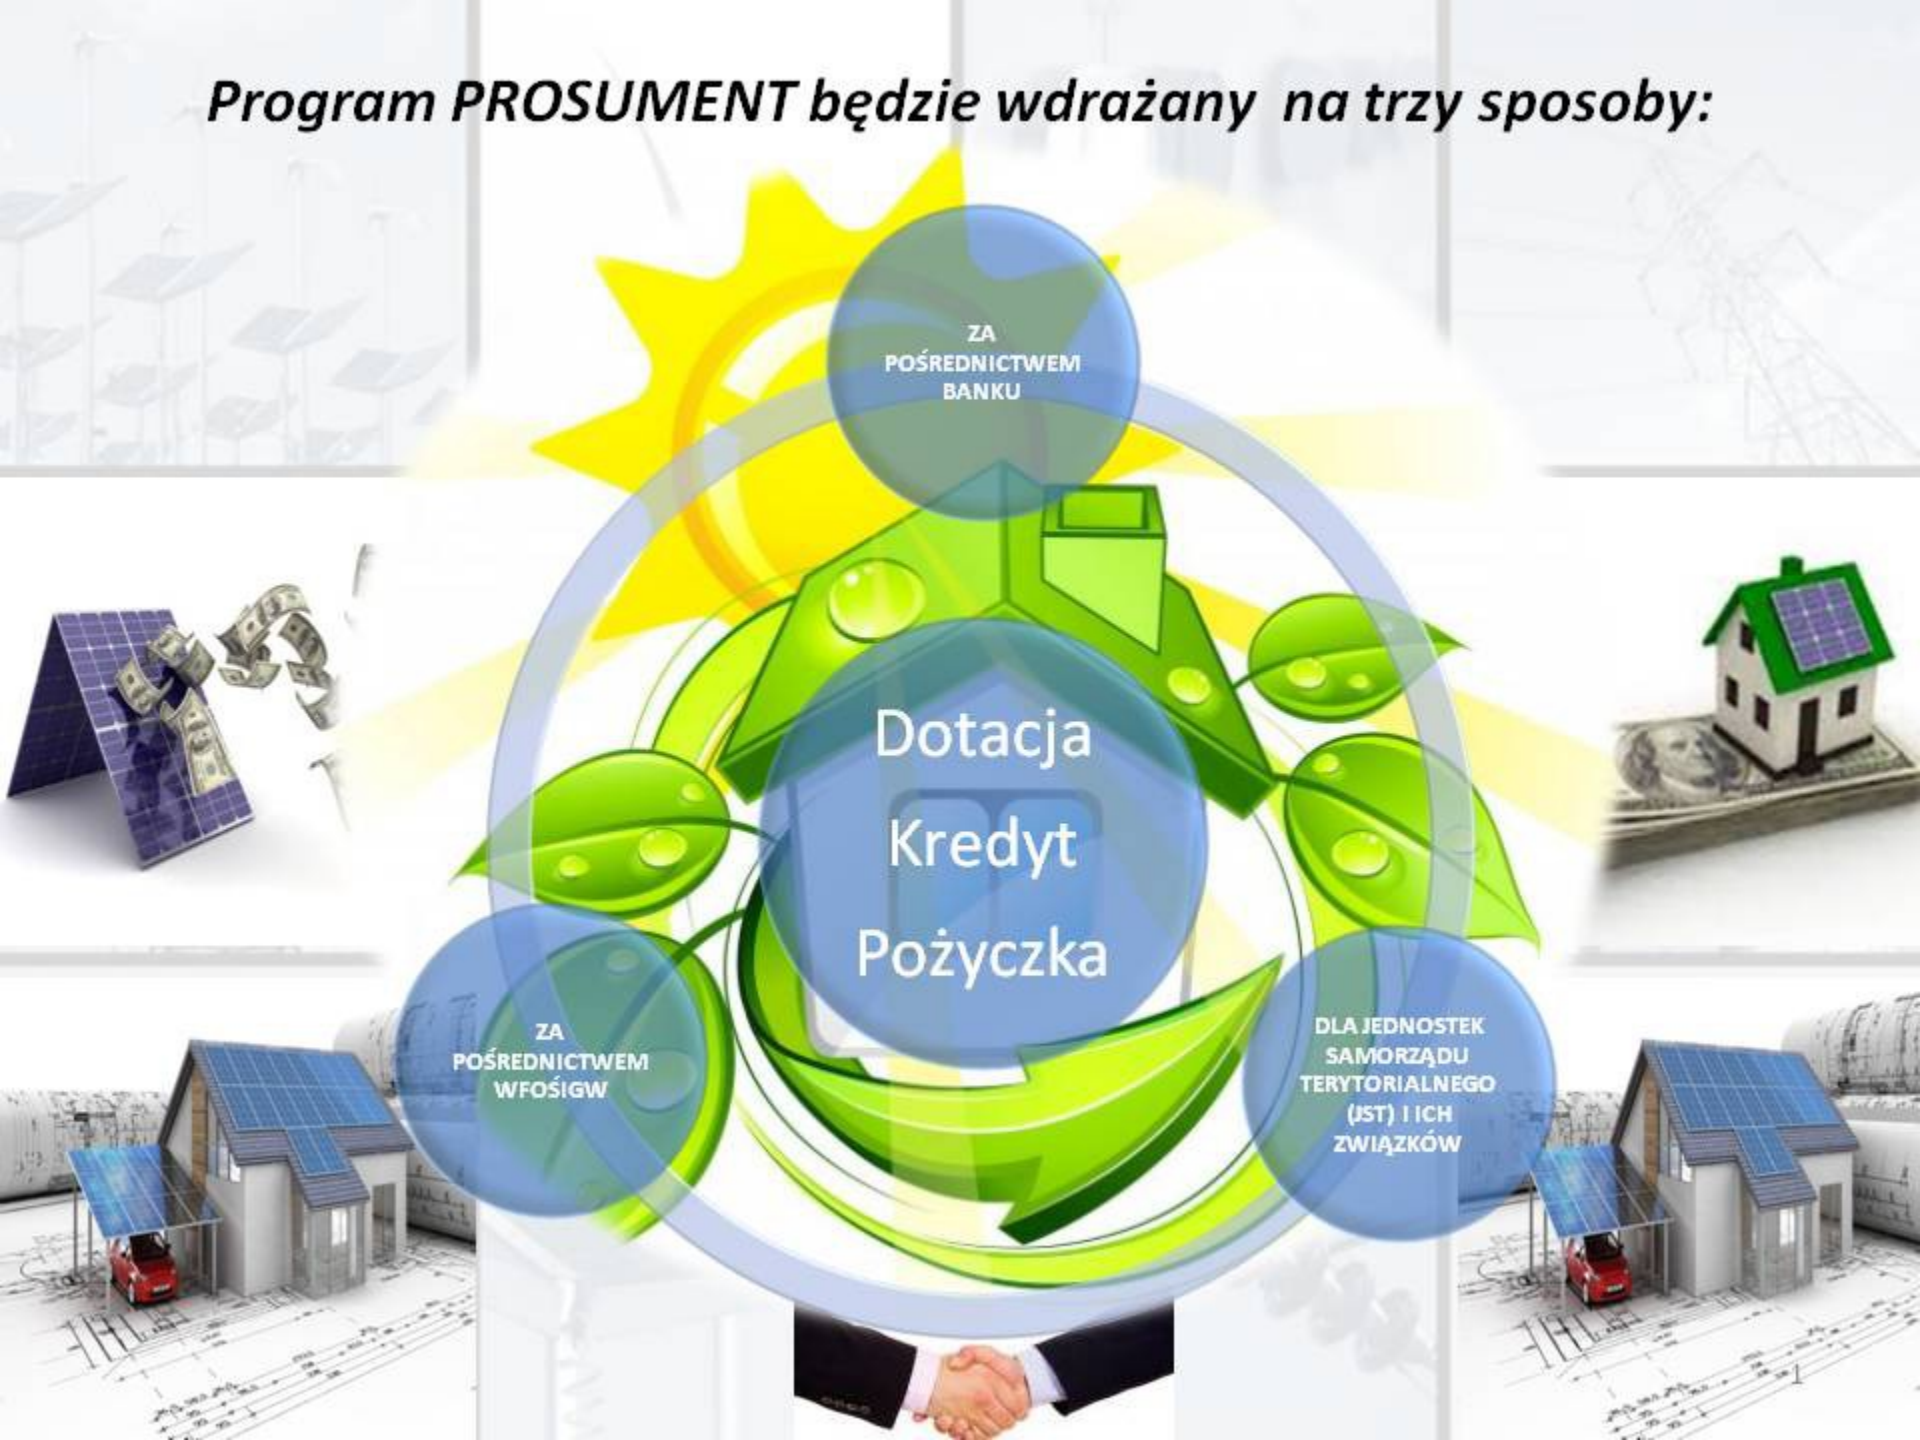 Program PROSUMENT będzie wdrażany na trzy sposoby:
ZA
POŚREDNICTWEM
BANKU
Dotacja
Kredyt
Pożyczka
ZA
POŚREDNICTWEM
WFOŚIGW
DLA JEDNOSTEK
SAMORZĄDU
TERYTORIALNEGO
(JST) I ICH
ZWIĄZKÓW
1